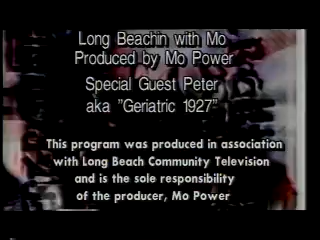 Long Beachin with Mo
Produced by Mo Power
Special Guest Peter
aka "Geriatric 1927"
This program was produced in association
with Long Beach Community Television
and is the sole responsibility
of the producer, Mo Power